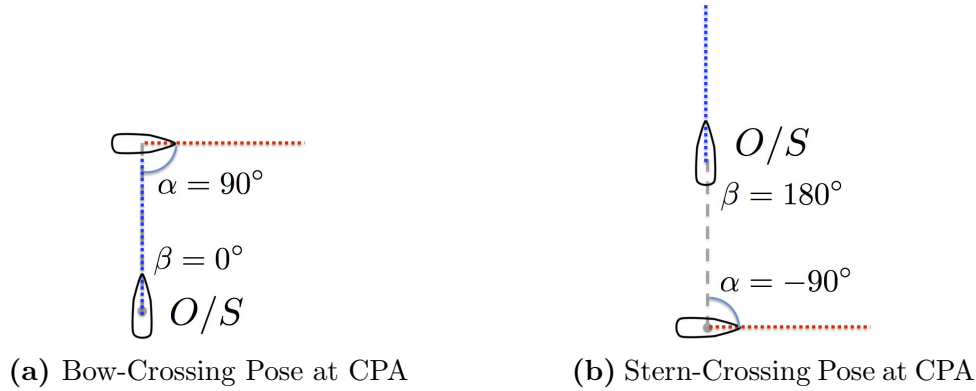 α = 90°
β = 0°
O/S
(a) Bow-Crossing Pose at CPA
O/S
β = 180°
α = −90°
(b) Stern-Crossing Pose at CPA